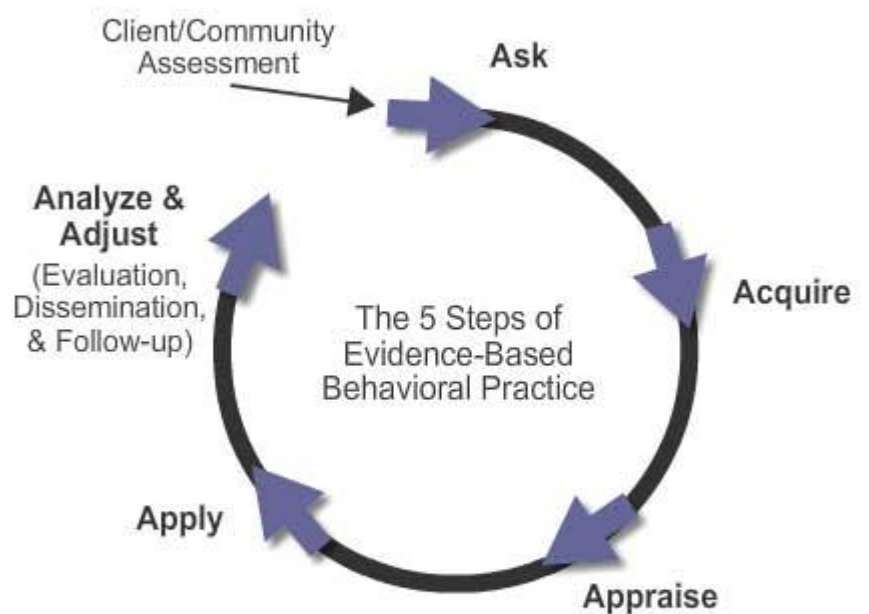 Client/Community
Assessment
Ask
Acquire
Appraise
Apply
Analyze &
Adjust
(Evaluation,
Dissemination,
& Follow-up)
The 5 Steps of
Evidence-Based
Behavioral Practice